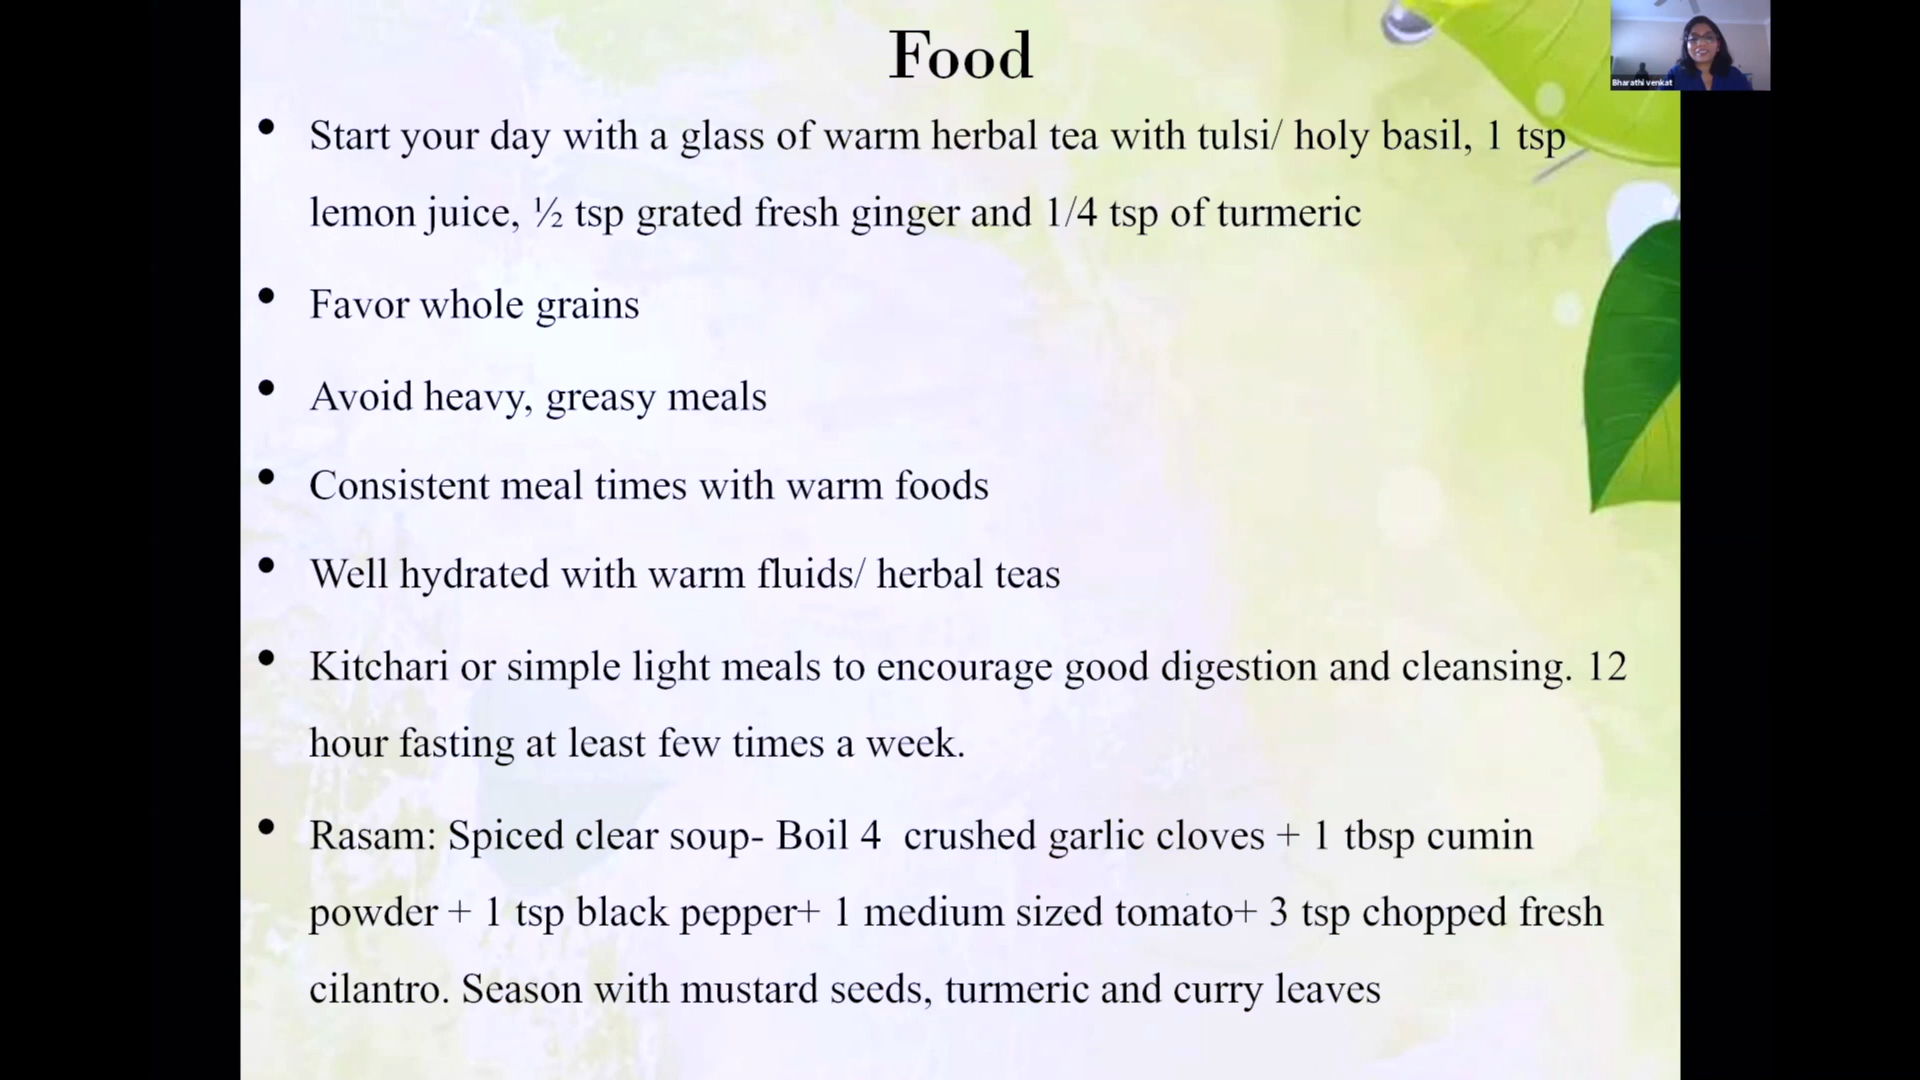 Food
Bharathi venkat
• Start your day with a glass of warm herbal tea with tulsi/ holy basil, 1 tsp
lemon juice, ½ tsp grated fresh ginger and 1/4 tsp of turmeric
• Favor whole grains
• Avoid heavy, greasy meals
• Consistent meal times with warm foods
• Well hydrated with warm fluids/ herbal teas
• Kitchari or simple light meals to encourage good digestion and cleansing. 12
hour fasting at least few times a week.
• Rasam: Spiced clear soup- Boil 4  crushed garlic cloves + 1 tbsp cumin
powder + 1 tsp black pepper+ 1 medium sized tomato+ 3 tsp chopped fresh
cilantro. Season with mustard seeds, turmeric and curry leaves